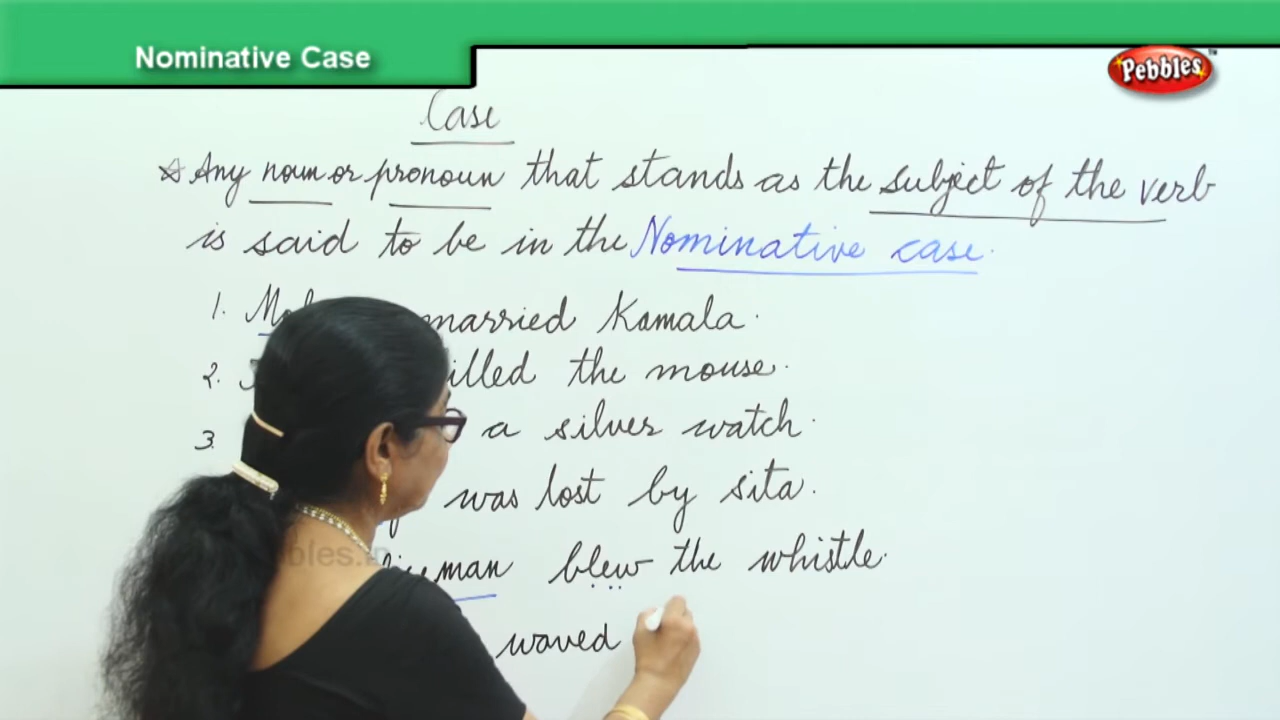 Nominative Case
Pebbles
Case
Any noun or pronoun that stands as the subject of the verb
is said to be in the Nominative case.
1. married Kamala.
2. the mouse.
3. a silver watch.
was lost by sita.
man blew the whistle.
waved